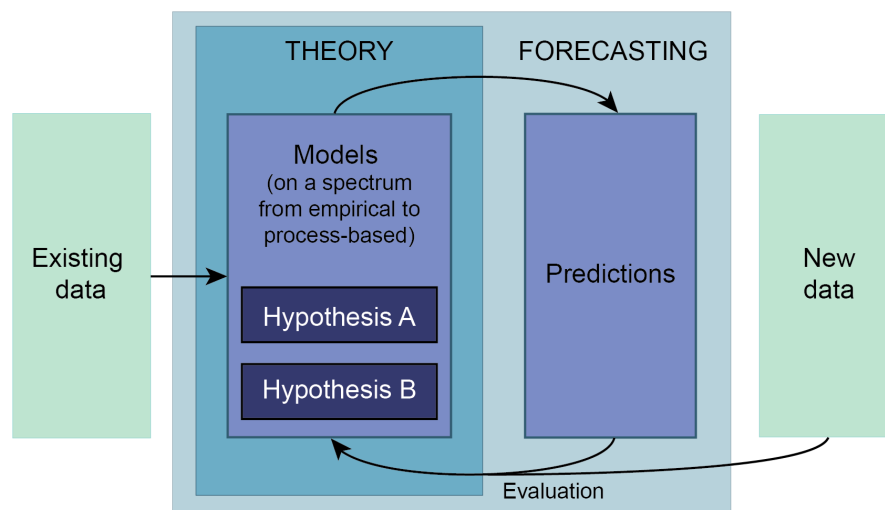 THEORY
FORECASTING
Existing
data
Models
(on a spectrum
from empirical to
process-based)
Hypothesis A
Hypothesis B
Predictions
New
data
Evaluation